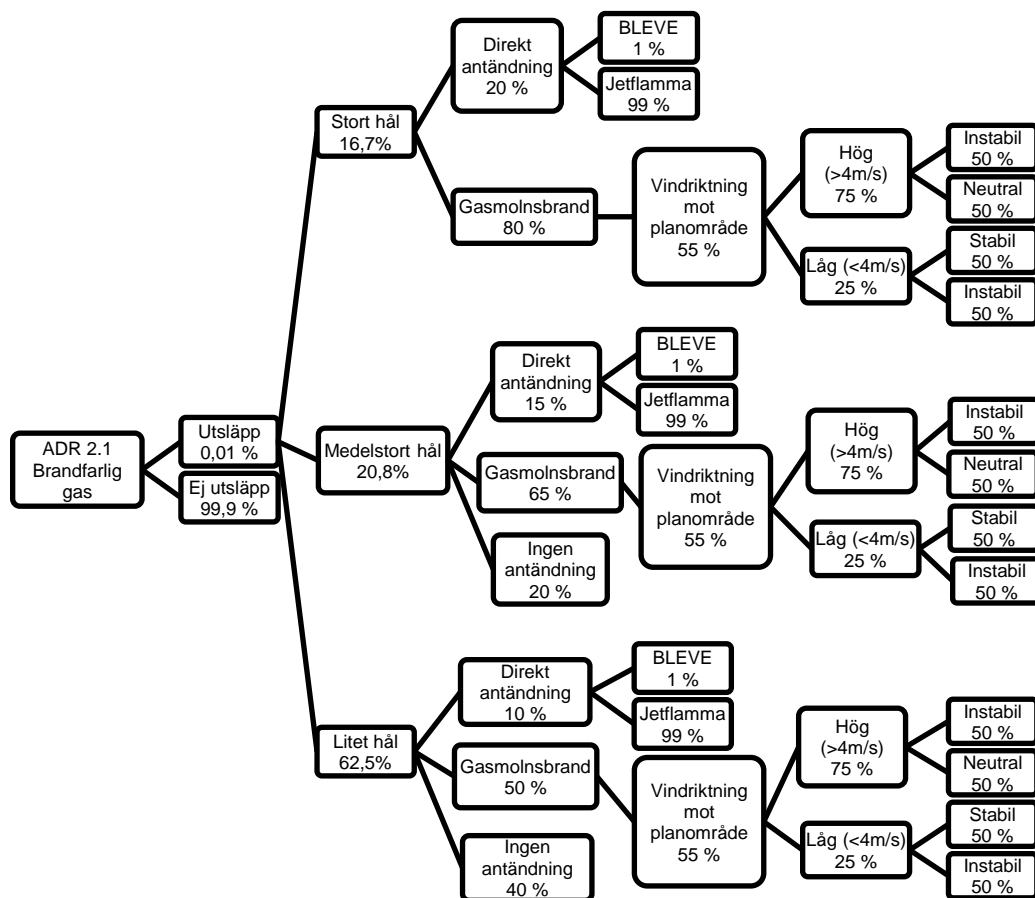 ADR 2.1
Brandfarlig
gas
Utsläpp
0,01 %
Ej utsläpp
99,9 %
Stort hål
16,7%
Direkt
antändning
20 %
BLEVE
1 %
Jetflamma
99 %
Gasmolnsbrand
80 %
Vindriktning
mot
planområde
55 %
Hög
(>4m/s)
75 %
Instabil
50 %
Neutral
50 %
Låg (<4m/s)
25 %
Stabil
50 %
Instabil
50 %
Medelstort hål
20,8%
Direkt
antändning
15 %
BLEVE
1 %
Jetflamma
99 %
Gasmolnsbrand
65 %
Vindriktning
mot
planområde
55 %
Hög
(>4m/s)
75 %
Instabil
50 %
Neutral
50 %
Låg (<4m/s)
25 %
Stabil
50 %
Instabil
50 %
Ingen
antändning
20 %
Litet hål
62,5%
Direkt
antändning
10 %
BLEVE
1 %
Jetflamma
99 %
Gasmolnsbrand
50 %
Vindriktning
mot
planområde
55 %
Hög
(>4m/s)
75 %
Instabil
50 %
Neutral
50 %
Låg (<4m/s)
25 %
Stabil
50 %
Instabil
50 %
Ingen
antändning
40 %